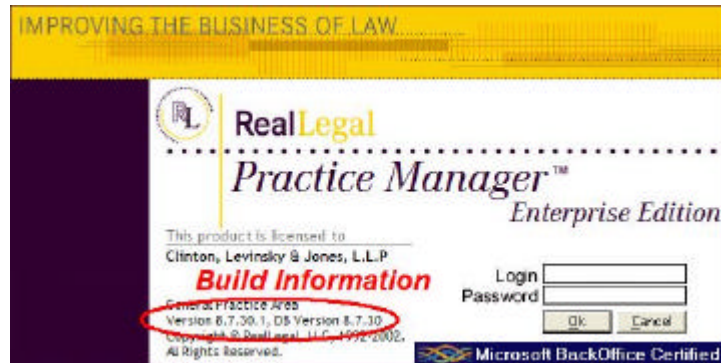 IMPROVING THE BUSINESS OF LAW
RL
RealLegal
Practice Manager™
Enterprise Edition
This product is licensed to
Clinton, Levinsky & Jones, L.L.P
Build Information
General Practice Area
Version 8.7.30.1, DB Version 8.7.30
Copyright © RealLegal, LLC, 1992-2002.
All Rights Reserved.
Login
Password
Ok Cancel
Microsoft BackOffice Certified